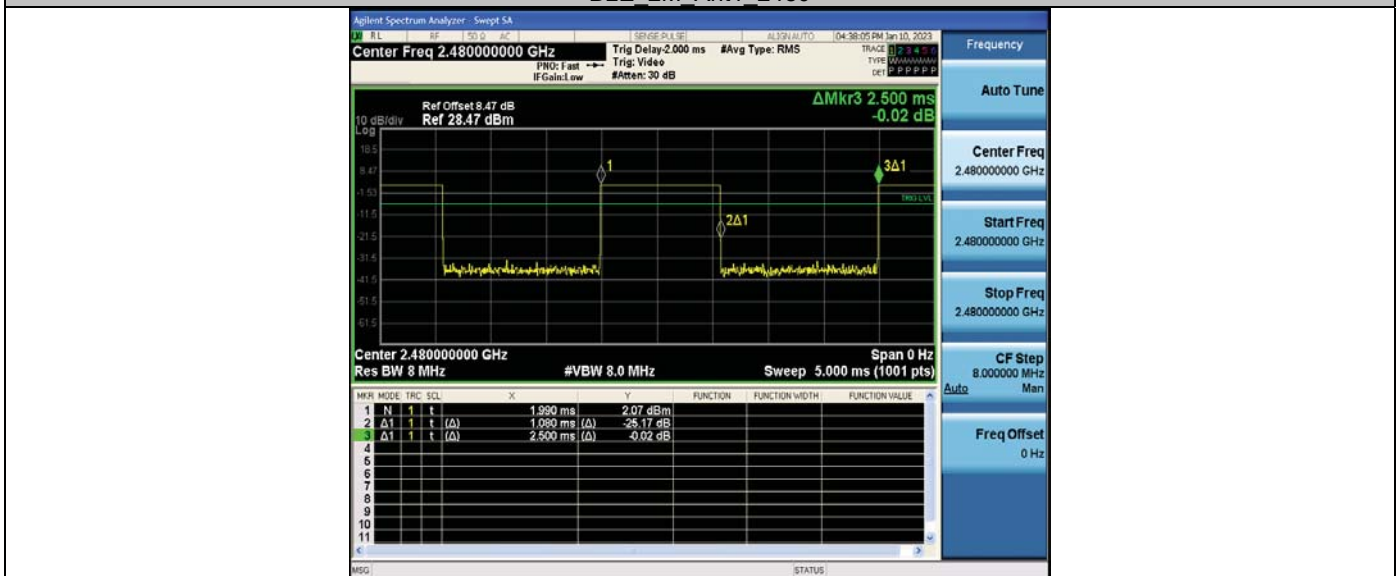 Agilent Spectrum Analyzer - Swept SA
RL RF 50 Ω AC SENSE:PULSE ALIGN AUTO 04:38:05 PM Jan 10, 2023
Center Freq 2.480000000 GHz
PNO: Fast
IFGain:Low
Trig Delay-2.000 ms
Trig: Video
#Atten: 30 dB
#Avg Type: RMS
TRACE 1 2 3 4 5 6
TYPE WWWWWW
DET P P P P P P
ΔMkr3 2.500 ms
-0.02 dB
Ref Offset 8.47 dB
10 dB/div Ref 28.47 dBm
Log
18.5
8.47
-1.53
-11.5
-21.5
-31.5
-41.5
-51.5
-61.5
1
3Δ1
TRIG LVL
2Δ1
Center 2.480000000 GHz Span 0 Hz
Res BW 8 MHz #VBW 8.0 MHz Sweep 5.000 ms (1001 pts)
MKR MODE TRC SCL X Y FUNCTION FUNCTION WIDTH FUNCTION VALUE
1 N 1 t 1.990 ms 2.07 dBm
2 Δ1 1 t (Δ) 1.080 ms (Δ) -25.17 dB
3 Δ1 1 t (Δ) 2.500 ms (Δ) -0.02 dB
4
5
6
7
8
9
10
11
MSG STATUS
Frequency
Auto Tune
Center Freq
2.480000000 GHz
Start Freq
2.480000000 GHz
Stop Freq
2.480000000 GHz
CF Step
8.000000 MHz
Auto Man
Freq Offset
0 Hz